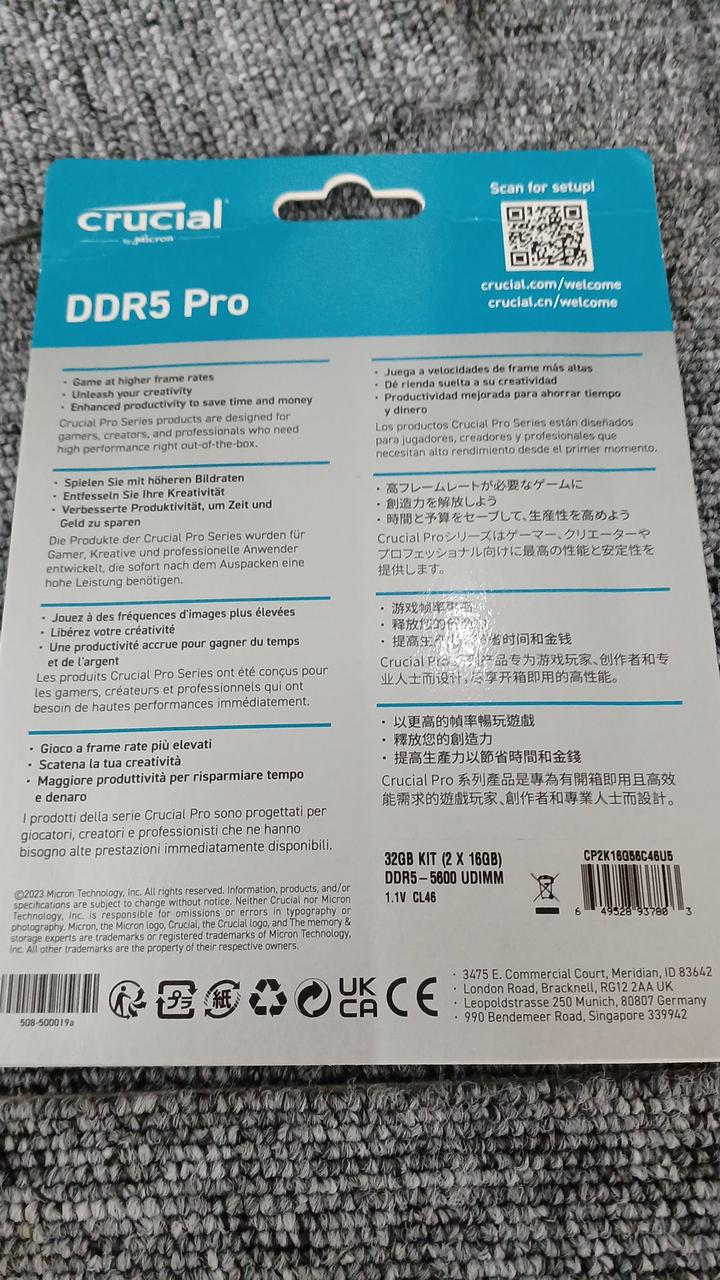 crucial
by Micron
Scan for setup!
crucial.com/welcome
crucial.cn/welcome
DDR5 Pro
• Game at higher frame rates
• Unleash your creativity
• Enhanced productivity to save time and money
Crucial Pro Series products are designed for
gamers, creators, and professionals who need
high performance right out-of-the-box.
• Spielen Sie mit höheren Bildraten
• Entfesseln Sie Ihre Kreativität
• Verbesserte Produktivität, um Zeit und
Geld zu sparen
Die Produkte der Crucial Pro Series wurden für
Gamer, Kreative und professionelle Anwender
entwickelt, die sofort nach dem Auspacken eine
hohe Leistung benötigen.
• Jouez à des fréquences d'images plus élevées
• Libérez votre créativité
• Une productivité accrue pour gagner du temps
et de l'argent
Les produits Crucial Pro Series ont été conçus pour
les gamers, créateurs et professionnels qui ont
besoin de hautes performances immédiatement.
• Gioco a frame rate più elevati
• Scatena la tua creatività
• Maggiore produttività per risparmiare tempo
e denaro
I prodotti della serie Crucial Pro sono progettati per
giocatori, creatori e professionisti che ne hanno
bisogno alte prestazioni immediatamente disponibili.
• Juega a velocidades de frame más altas
• Dé rienda suelta a su creatividad
• Productividad mejorada para ahorrar tiempo
y dinero
Los productos Crucial Pro Series están diseñados
para jugadores, creadores y profesionales que
necesitan alto rendimiento desde el primer momento.
• 高フレームレートが必要なゲームに
• 創造力を解放しよう
• 時間と予算をセーブして、生産性を高めよう
Crucial Proシリーズはゲーマー、クリエーターや
プロフェッショナル向けに最高の性能と安定性を
提供します。
• 游戏帧率
• 释放您的
• 提高生 省时间和金钱
Crucial Pro 列产品专为游戏玩家、创作者和专
业人士而设计，尽享开箱即用的高性能。
• 以更高的幀率暢玩遊戲
• 釋放您的創造力
• 提高生產力以節省時間和金錢
Crucial Pro 系列產品是專為有開箱即用且高效
能需求的遊戲玩家、創作者和專業人士而設計。
32GB KIT (2 X 16GB)
DDR5-5600 UDIMM
1.1V CL46
CP2K16G56C46U5
6 49528 93780 3
©2023 Micron Technology, Inc. All rights reserved. Information, products, and/or
specifications are subject to change without notice. Neither Crucial nor Micron
Technology, Inc. is responsible for omissions or errors in typography or
photography. Micron, the Micron logo, Crucial, the Crucial logo, and The memory &
storage experts are trademarks or registered trademarks of Micron Technology,
Inc. All other trademarks are the property of their respective owners.
508-500019a
プラ
紙
UK
CA
CE
• 3475 E. Commercial Court, Meridian, ID 83642
• London Road, Bracknell, RG12 2AA UK
• Leopoldstrasse 250 Munich, 80807 Germany
• 990 Bendemeer Road, Singapore 339942